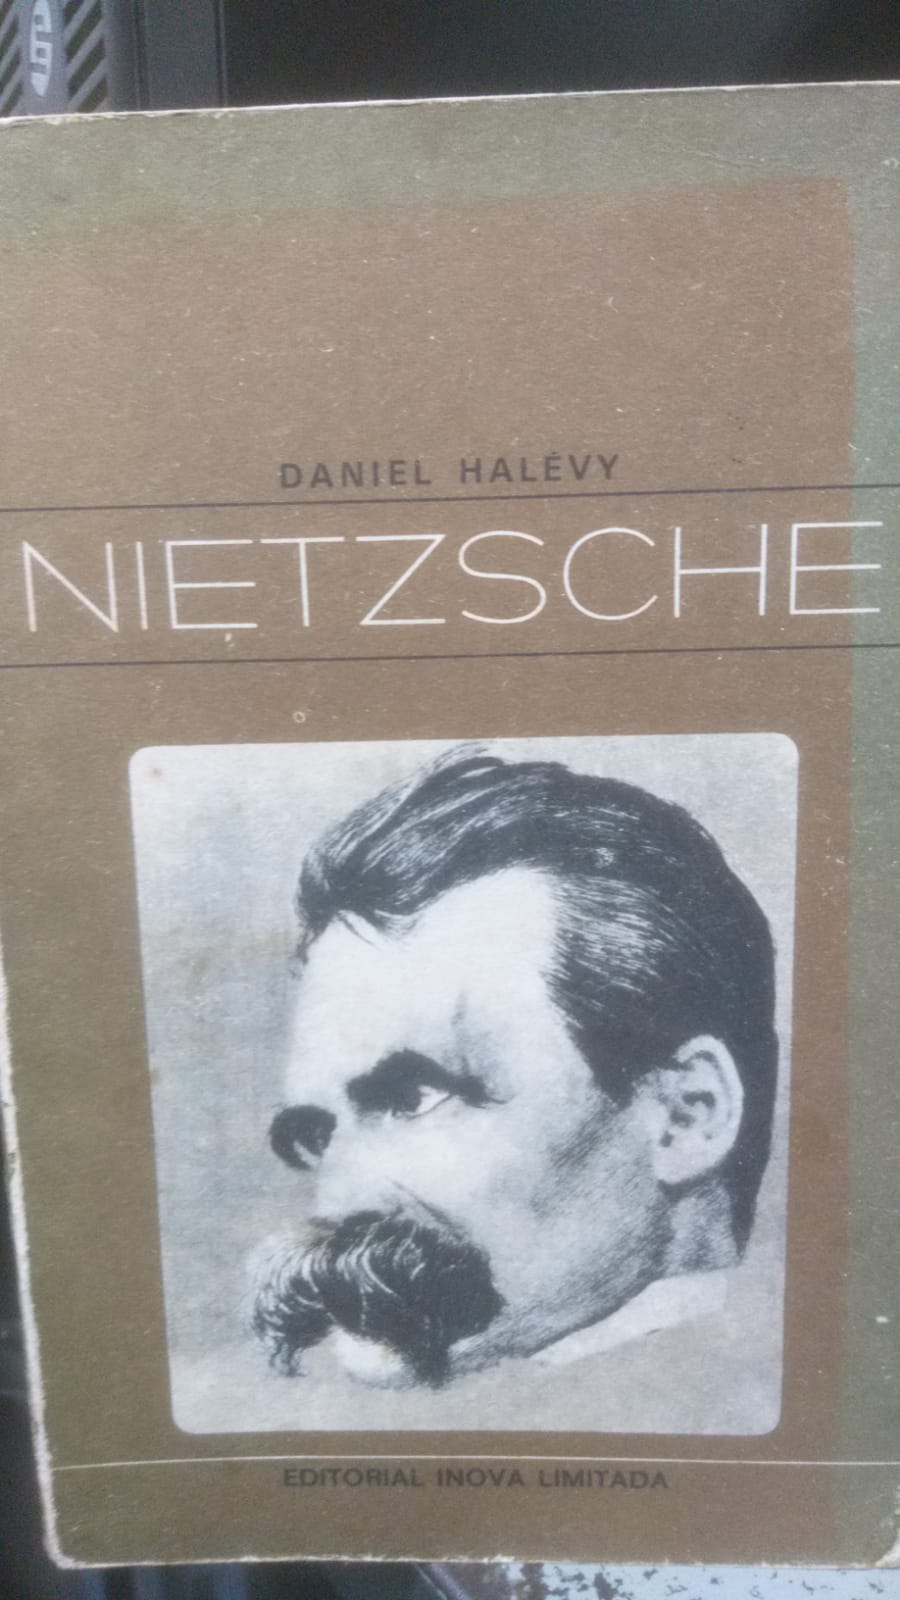 DANIEL HALÉVY
NIETZSCHE
EDITORIAL INOVA LIMITADA